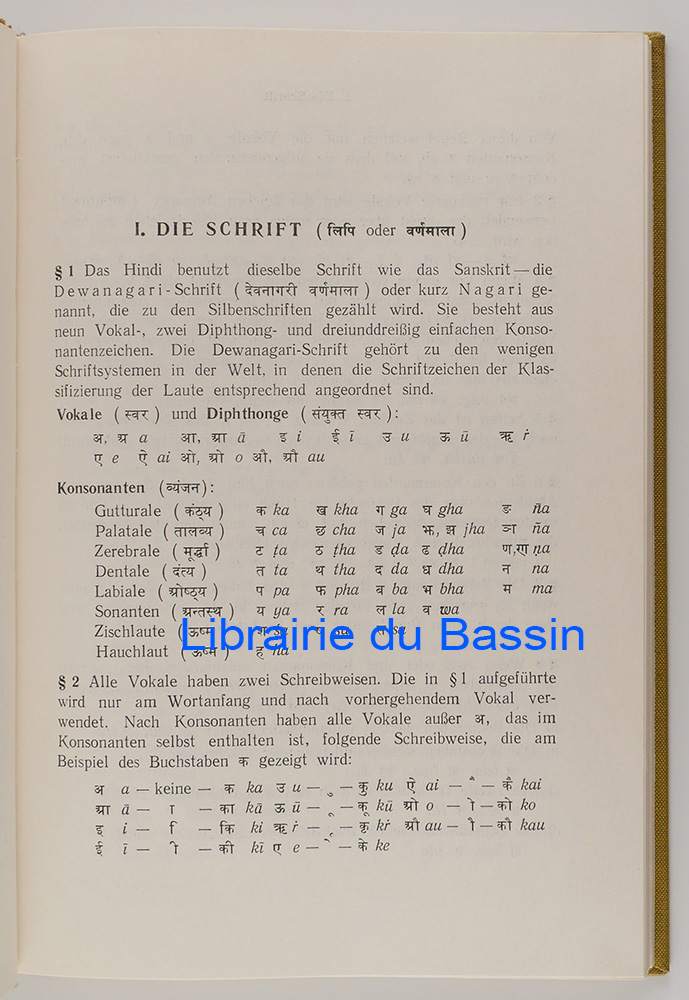 I. DIE SCHRIFT ( लिपि oder वर्णमाला )
§ 1 Das Hindi benutzt dieselbe Schrift wie das Sanskrit — die
Dewanagari-Schrift ( देवनागरी वर्णमाला ) oder kurz Nagari ge-
nannt, die zu den Silbenschriften gezählt wird. Sie besteht aus
neun Vokal-, zwei Diphthong- und dreiunddreißig einfachen Konso-
nantenzeichen. Die Dewanagari-Schrift gehört zu den wenigen
Schriftsystemen in der Welt, in denen die Schriftzeichen der Klas-
sifizierung der Laute entsprechend angeordnet sind.
Vokale ( स्वर ) und Diphthonge ( संयुक्त स्वर ) :
अ, अ a आ, आ ā इ i ई ī उ u ऊ ū ऋ ṙ
ए e ऐ ai ओ, ओ o औ, औ au
Konsonanten (व्यंजन) :
Gutturale ( कंठ्य ) क ka ख kha ग ga घ gha ङ ṅa
Palatale ( तालव्य ) च ca छ cha ज ja झ, झ jha ञ ña
Zerebrale ( मूर्द्धा ) ट ṭa ठ ṭha ड ḍa ढ ḍha ण, ण ṇa
Dentale ( दंत्य ) त ta थ tha द da ध dha न na
Labiale ( ओष्ठ्य ) प pa फ pha ब ba भ bha म ma
Sonanten ( अन्तस्थ ) य ya र ra ल la व wa
Zischlaute ( ऊष्म
Hauchlaut ( ऊष्म ) ह ha
Librairie du Bassin
§ 2 Alle Vokale haben zwei Schreibweisen. Die in § 1 aufgeführte
wird nur am Wortanfang und nach vorhergehendem Vokal ver-
wendet. Nach Konsonanten haben alle Vokale außer अ, das im
Konsonanten selbst enthalten ist, folgende Schreibweise, die am
Beispiel des Buchstaben क gezeigt wird:
अ a — keine — क ka उ u — ु — कु ku ऐ ai — ै — कै kai
आ ā — ा — का kā ऊ ū — ू — कू kū ओ o — ो — को ko
इ i — ि — कि ki ऋ ṙ — ृ — कृ kṙ औ au — ौ — कौ kau
ई ī — ी — की kī ए e — े — के ke